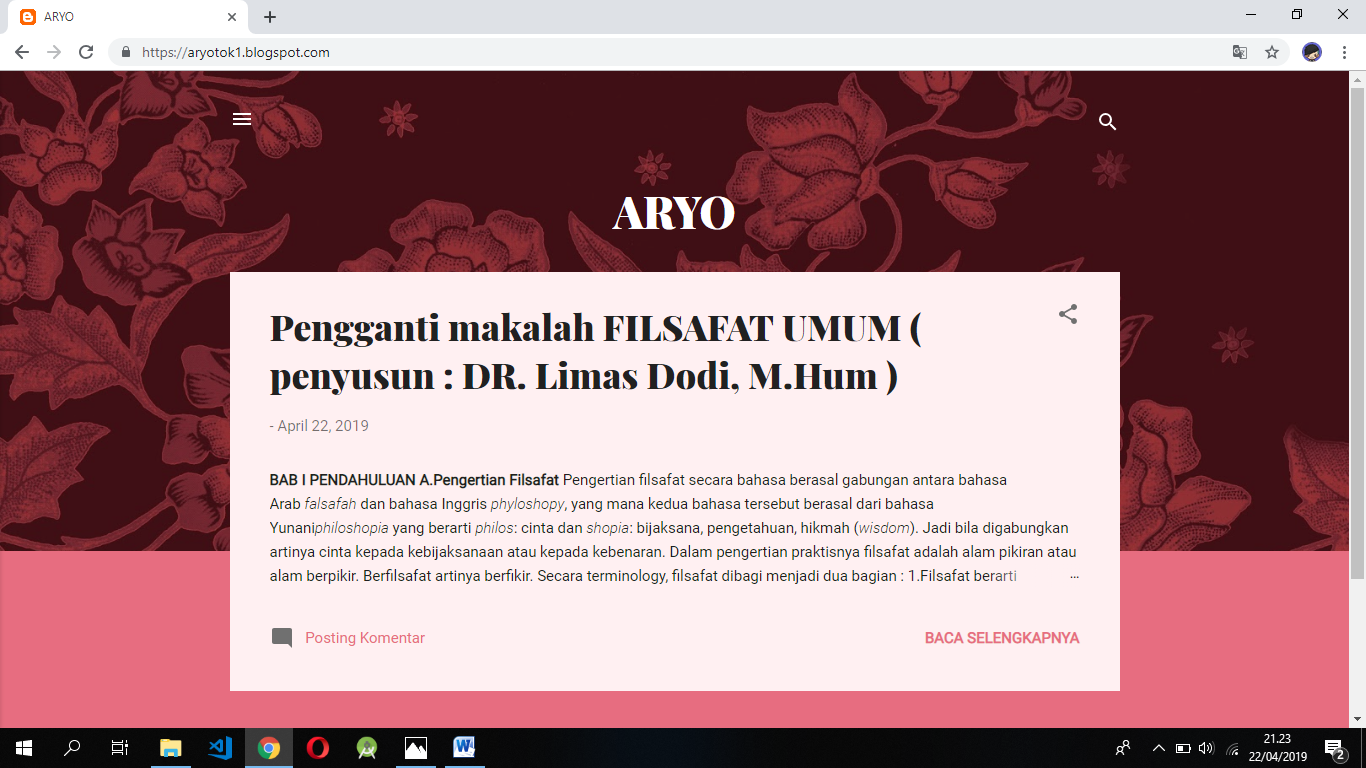 ARYO
https://aryotok1.blogspot.com
ARYO
Pengganti makalah FILSAFAT UMUM (
penyusun : DR. Limas Dodi, M.Hum )
- April 22, 2019
BAB I PENDAHULUAN A.Pengertian Filsafat Pengertian filsafat secara bahasa berasal gabungan antara bahasa
Arab falsafah dan bahasa Inggris phyloshopy, yang mana kedua bahasa tersebut berasal dari bahasa
Yunaniphiloshopia yang berarti philos: cinta dan shopia: bijaksana, pengetahuan, hikmah (wisdom). Jadi bila digabungkan
artinya cinta kepada kebijaksanaan atau kepada kebenaran. Dalam pengertian praktisnya filsafat adalah alam pikiran atau
alam berpikir. Berfilsafat artinya berfikir. Secara terminology, filsafat dibagi menjadi dua bagian : 1.Filsafat berarti ...
Posting Komentar
BACA SELENGKAPNYA
21.23
22/04/2019
2